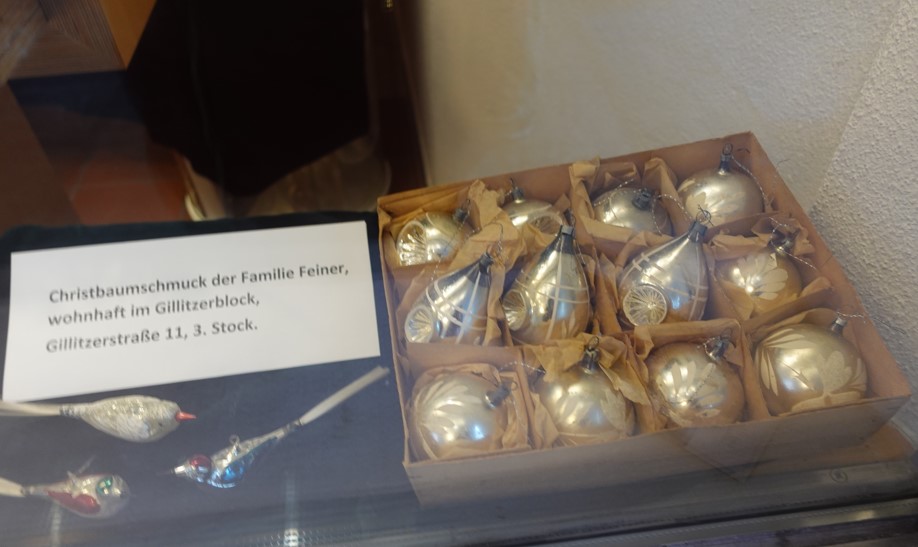 Christbaumschmuck der Familie Feiner,
wohnhaft im Gillitzerblock,
Gillitzerstraße 11, 3. Stock.